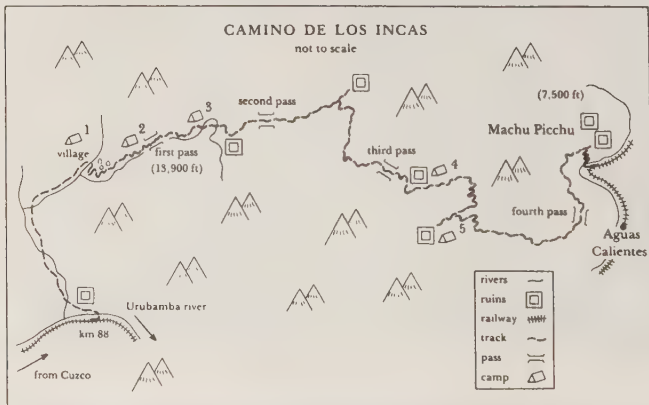 CAMINO DE LOS INCAS
not to scale
(7,500 ft)
Machu Picchu
second pass
3
2
1
village
first pass
(13,900 ft)
third pass
4
5
fourth pass
Aguas
Calientes
Urubamba river
km 88
from Cuzco
rivers
ruins
railway
track
pass
camp